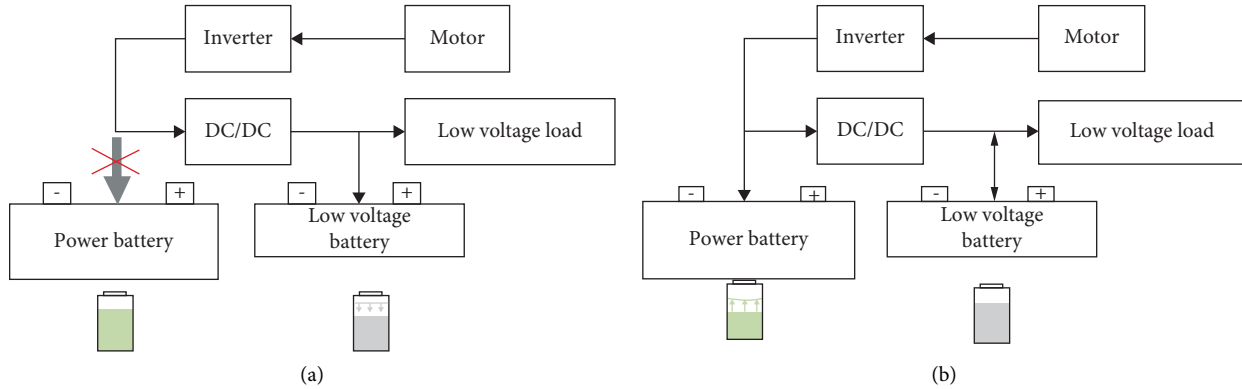 Inverter
Motor
DC/DC
Low voltage load
-
+
-
+
Power battery
Low voltage
battery
(a)
Inverter
Motor
DC/DC
Low voltage load
-
+
-
+
Power battery
Low voltage
battery
(b)